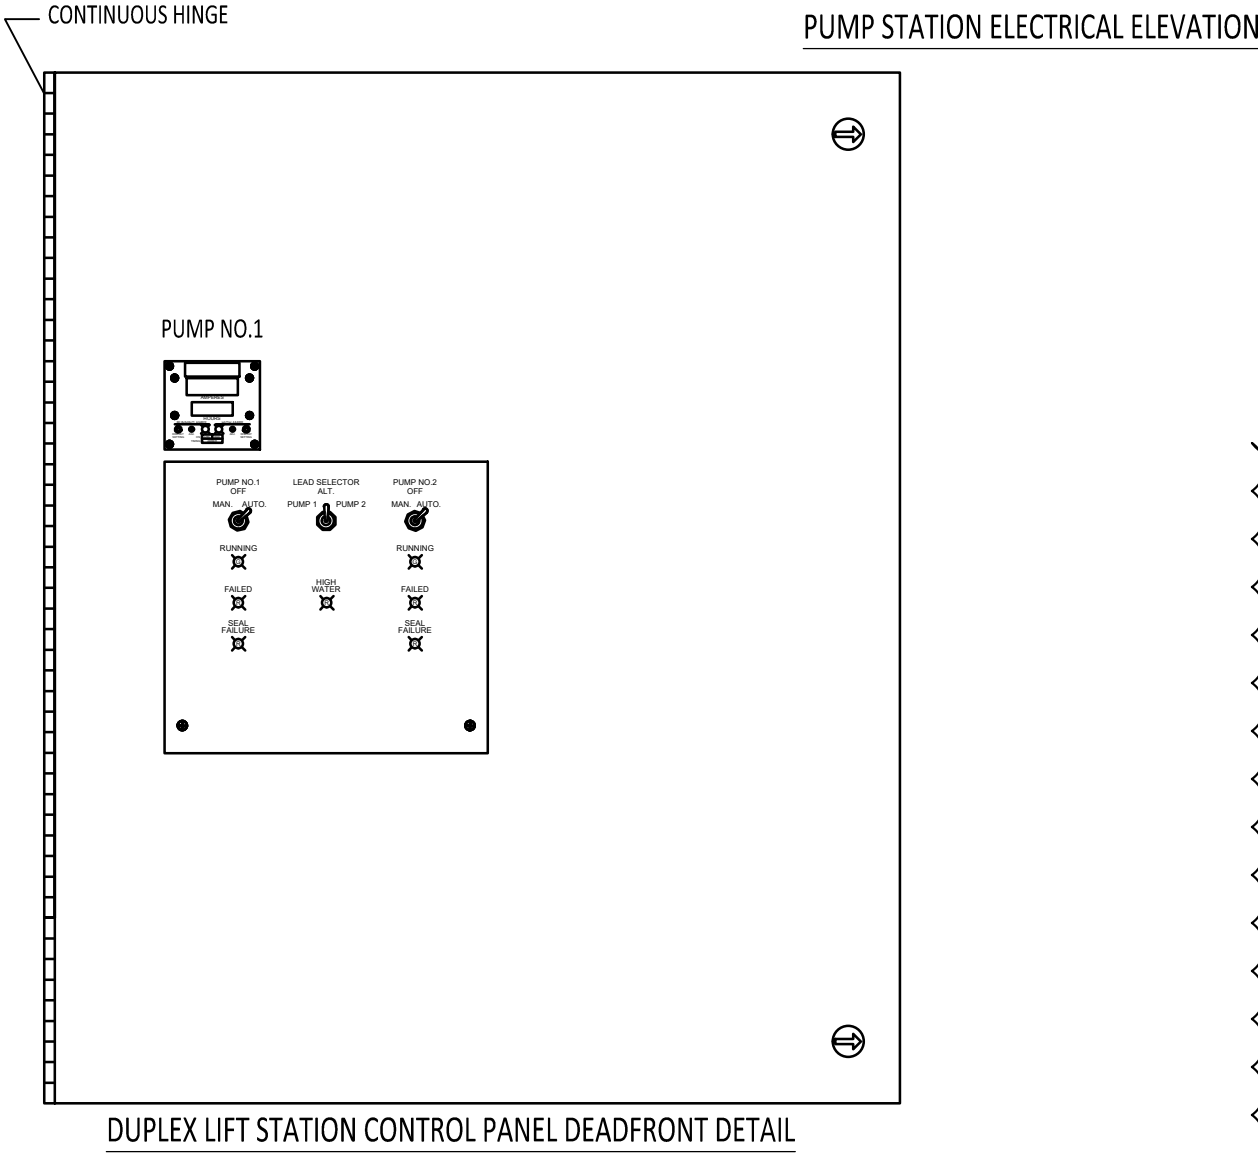 CONTINUOUS HINGE
PUMP STATION ELECTRICAL ELEVATION
PUMP NO.1
AMPERES
HOURS
PUMP NO.1
OFF
MAN. AUTO.
LEAD SELECTOR
ALT.
PUMP 1 PUMP 2
PUMP NO.2
OFF
MAN. AUTO.
RUNNING
RUNNING
FAILED
HIGH
WATER
FAILED
R
R
R
SEAL
FAILURE
SEAL
FAILURE
R
R
DUPLEX LIFT STATION CONTROL PANEL DEADFRONT DETAIL